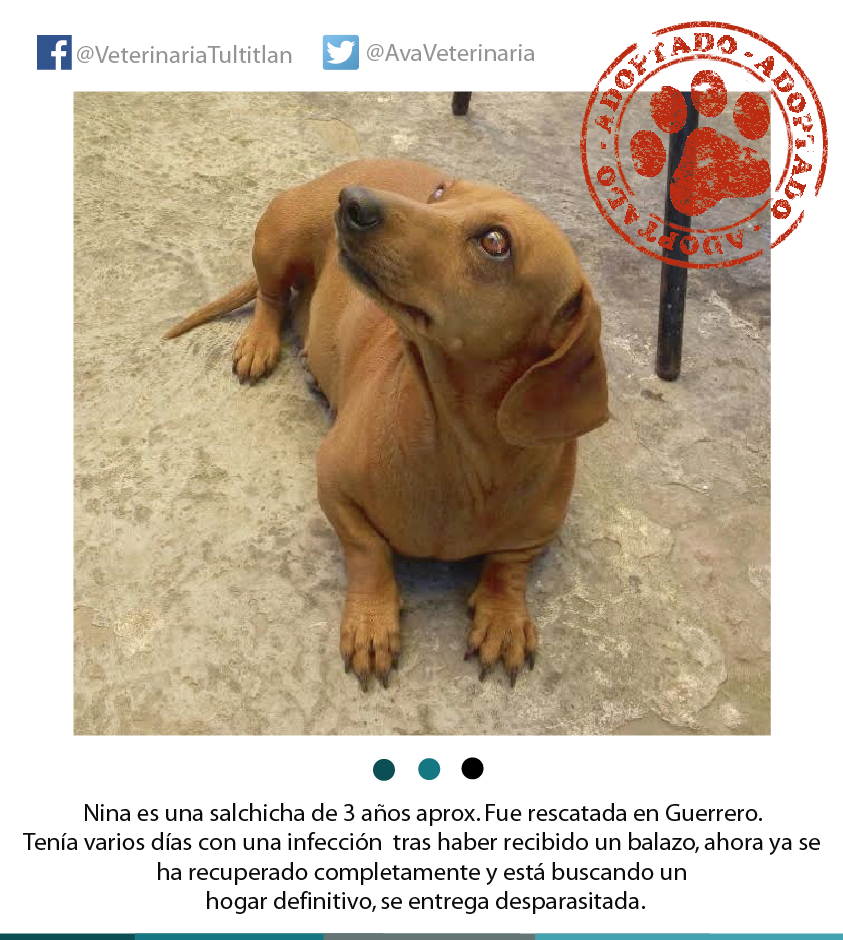 @VeterinariaTultitlan
@AvaVeterinaria
ADOPTADO - ADOPTADO - ADOPTADO - ADOPTADO -
Nina es una salchicha de 3 años aprox. Fue rescatada en Guerrero.
Tenía varios días con una infección tras haber recibido un balazo, ahora ya se
ha recuperado completamente y está buscando un
hogar definitivo, se entrega desparasitada.